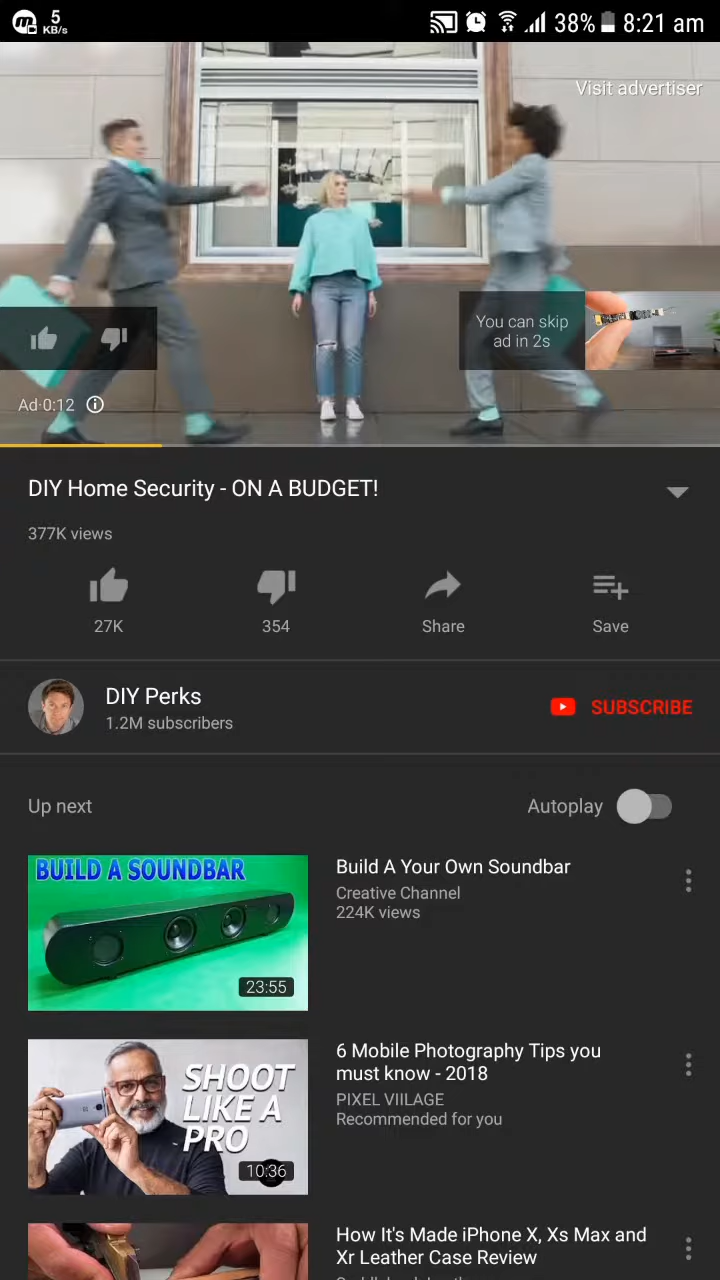 5
KB/s
38%
8:21 am
Visit advertiser
You can skip
ad in 2s
Ad·0:12
DIY Home Security - ON A BUDGET!
377K views
27K
354
Share
Save
DIY Perks
1.2M subscribers
SUBSCRIBE
Up next
Autoplay
BUILD A SOUNDBAR
23:55
Build A Your Own Soundbar
Creative Channel
224K views
SHOOT
LIKE A
PRO
10:36
6 Mobile Photography Tips you
must know - 2018
PIXEL VIILAGE
Recommended for you
How It's Made iPhone X, Xs Max and
Xr Leather Case Review